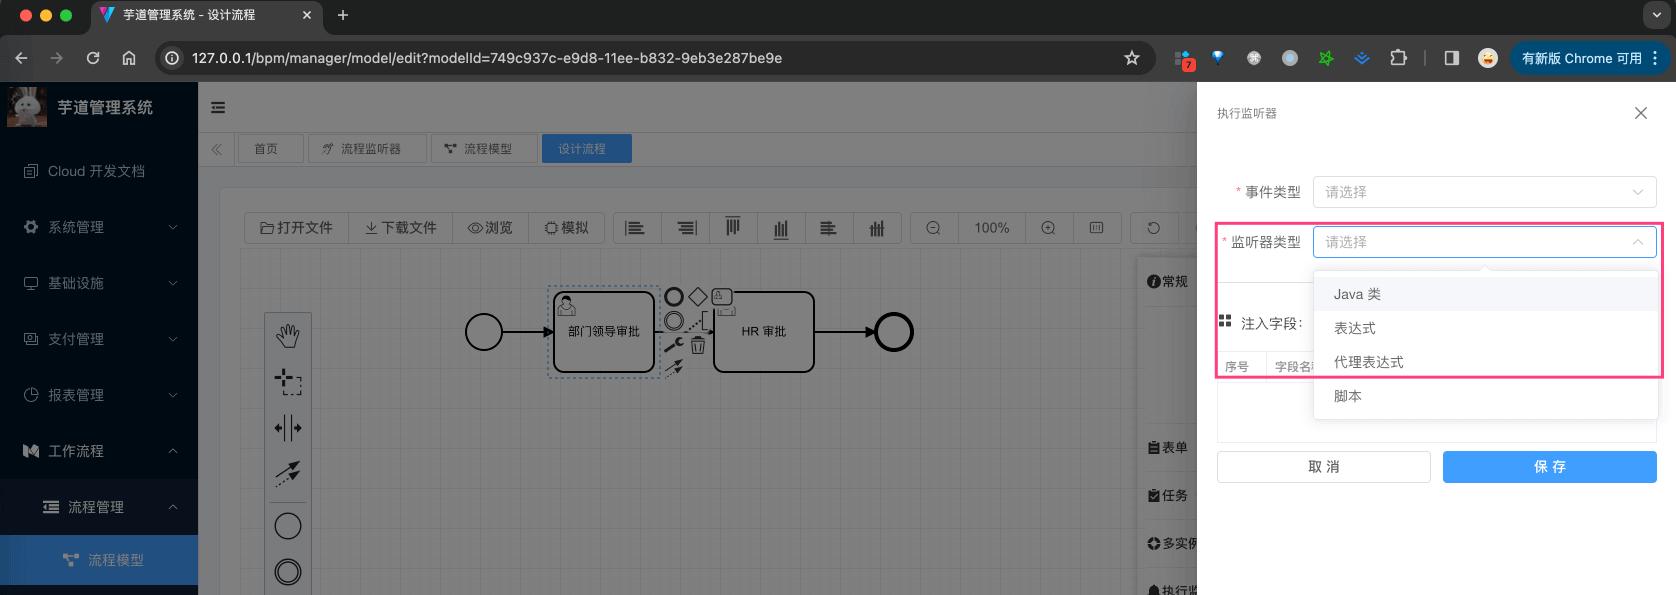 芋道管理系统 - 设计流程
127.0.0.1/bpm/manager/model/edit?modelId=749c937c-e9d8-11ee-b832-9eb3e287be9e
7
有新版 Chrome 可用
芋道管理系统
Cloud 开发文档
系统管理
基础设施
支付管理
报表管理
工作流程
流程管理
流程模型
首页
流程监听器
流程模型
设计流程
打开文件
下载文件
浏览
模拟
100%
部门领导审批
HR 审批
常规
表单
任务
多实例
执行监
执行监听器
* 事件类型
请选择
* 监听器类型
请选择
Java 类
表达式
代理表达式
脚本
注入字段：
序号
字段名
取 消
保 存